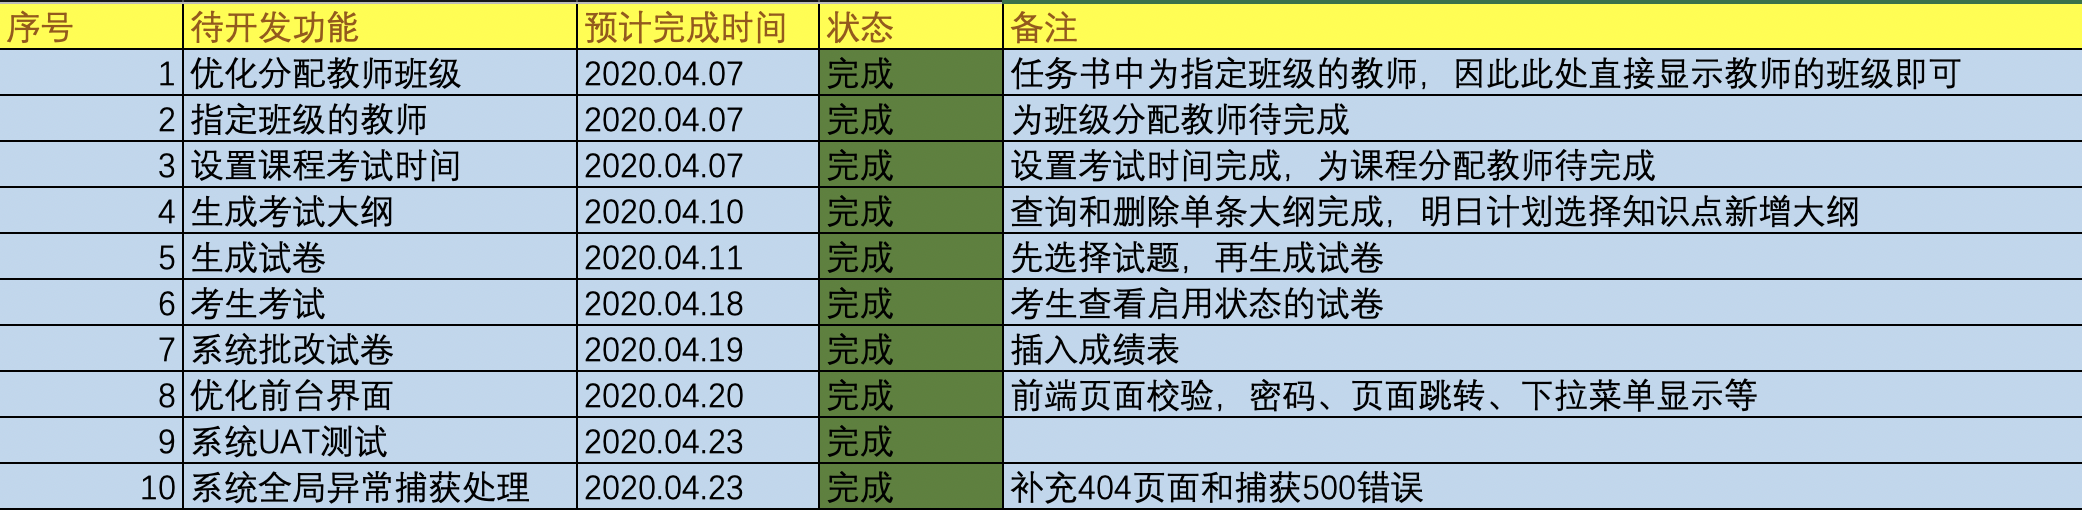 序号 待开发功能 预计完成时间 状态 备注
1 优化分配教师班级 2020.04.07 完成 任务书中为指定班级的教师，因此此处直接显示教师的班级即可
2 指定班级的教师 2020.04.07 完成 为班级分配教师待完成
3 设置课程考试时间 2020.04.07 完成 设置考试时间完成，为课程分配教师待完成
4 生成考试大纲 2020.04.10 完成 查询和删除单条大纲完成，明日计划选择知识点新增大纲
5 生成试卷 2020.04.11 完成 先选择试题，再生成试卷
6 考生考试 2020.04.18 完成 考生查看启用状态的试卷
7 系统批改试卷 2020.04.19 完成 插入成绩表
8 优化前台界面 2020.04.20 完成 前端页面校验，密码、页面跳转、下拉菜单显示等
9 系统UAT测试 2020.04.23 完成
10 系统全局异常捕获处理 2020.04.23 完成 补充404页面和捕获500错误